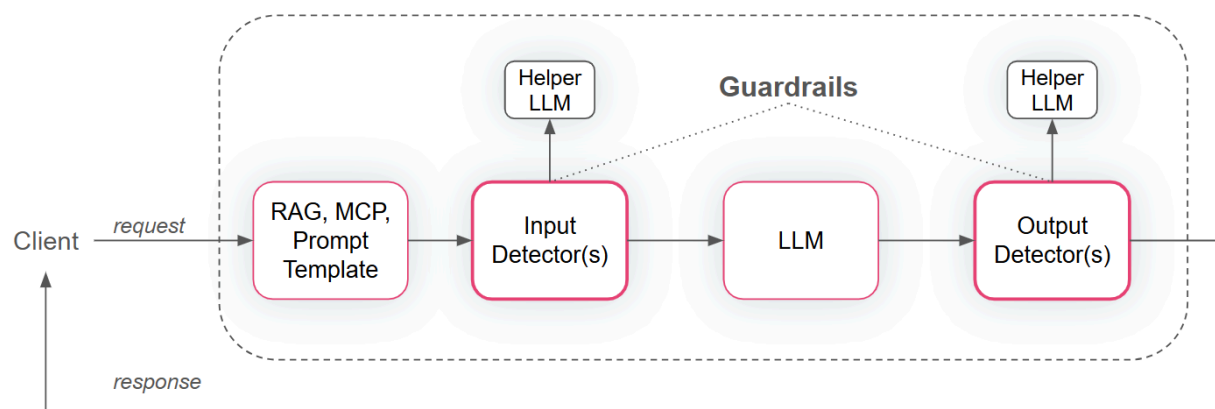 Helper
LLM
Guardrails
Helper
LLM
Client
request
RAG, MCP,
Prompt
Template
Input
Detector(s)
LLM
Output
Detector(s)
response